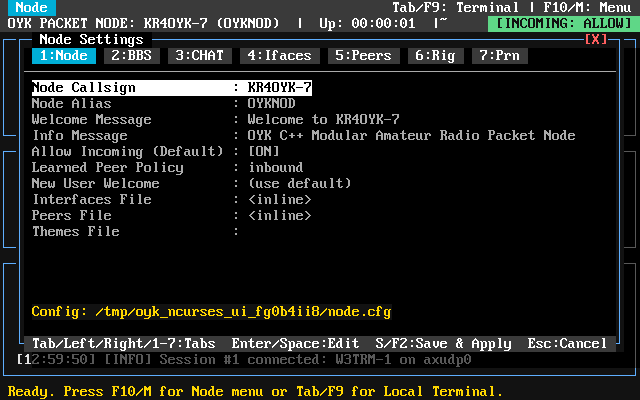 Node Tab/F9: Terminal | F10/M: Menu
OYK PACKET NODE: KR4OYK-7 (OYKNOD) | Up: 00:00:01 |~ [INCOMING: ALLOW]
Node Settings [X]
1:Node 2:BBS 3:CHAT 4:Ifaces 5:Peers 6:Rig 7:Prn
Node Callsign : KR4OYK-7
Node Alias : OYKNOD
Welcome Message : Welcome to KR4OYK-7
Info Message : OYK C++ Modular Amateur Radio Packet Node
Allow Incoming (Default) : [ON]
Learned Peer Policy : inbound
New User Welcome : (use default)
Interfaces File : <inline>
Peers File : <inline>
Themes File :
Config: /tmp/oyk_ncurses_ui_fg0b4ii8/node.cfg
Tab/Left/Right/1-7:Tabs Enter/Space:Edit S/F2:Save & Apply Esc:Cancel
[12:59:50] [INFO] Session #1 connected: W3TRM-1 on axudp0
Ready. Press F10/M for Node menu or Tab/F9 for Local Terminal.